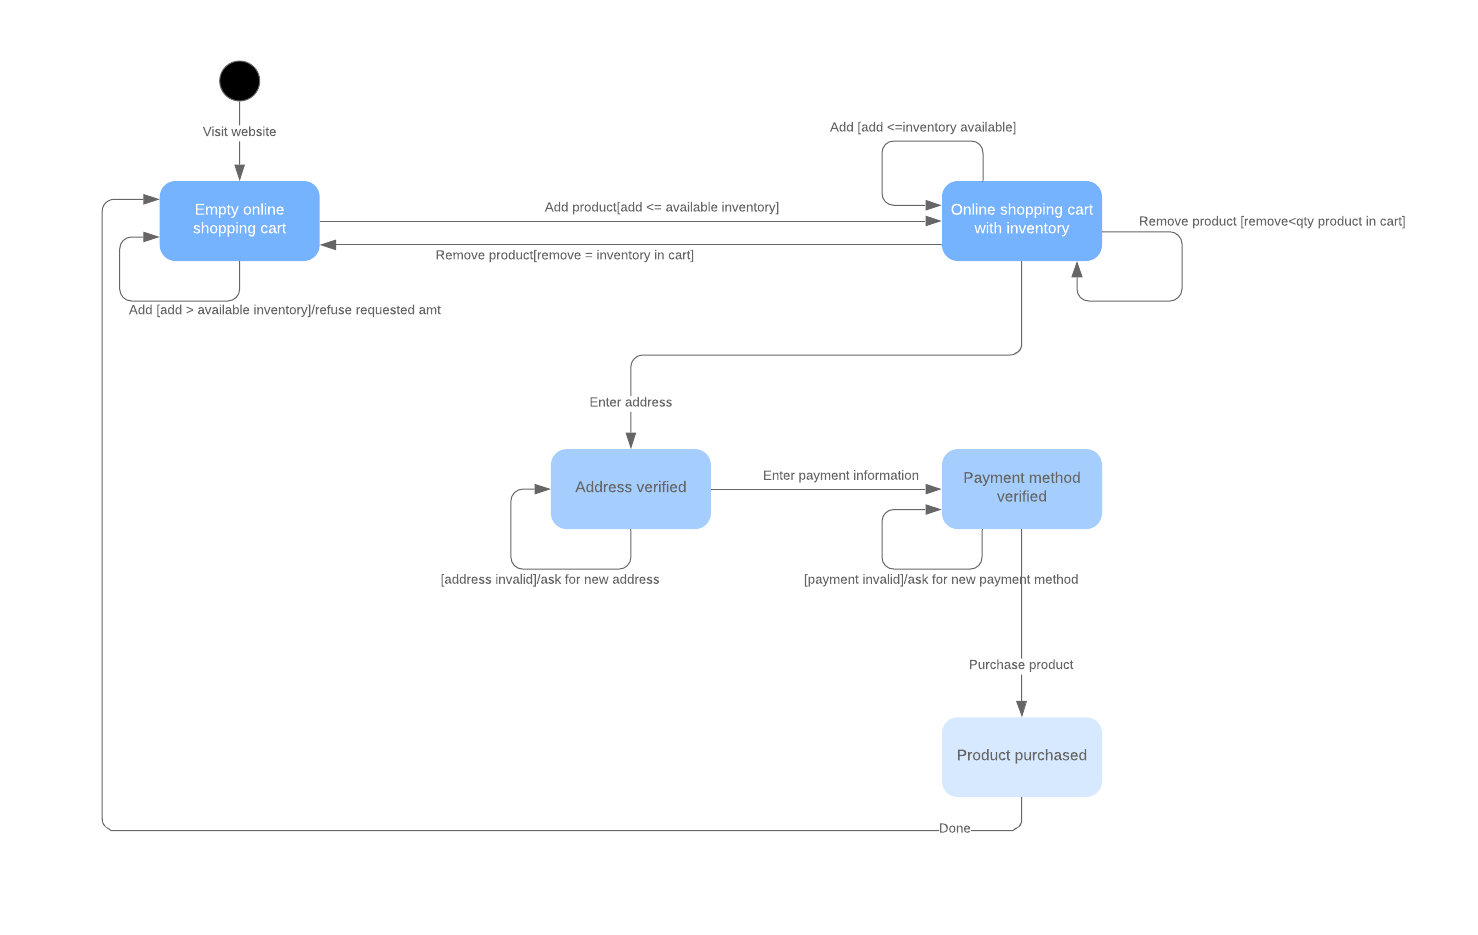 Visit website
Add [add <=inventory available]
Empty online
shopping cart
Add product[add <= available inventory]
Online shopping cart
with inventory
Remove product [remove<qty product in cart]
Remove product[remove = inventory in cart]
Add [add > available inventory]/refuse requested amt
Enter address
Address verified
Enter payment information
Payment method
verified
[address invalid]/ask for new address
[payment invalid]/ask for new payment method
Purchase product
Product purchased
Done